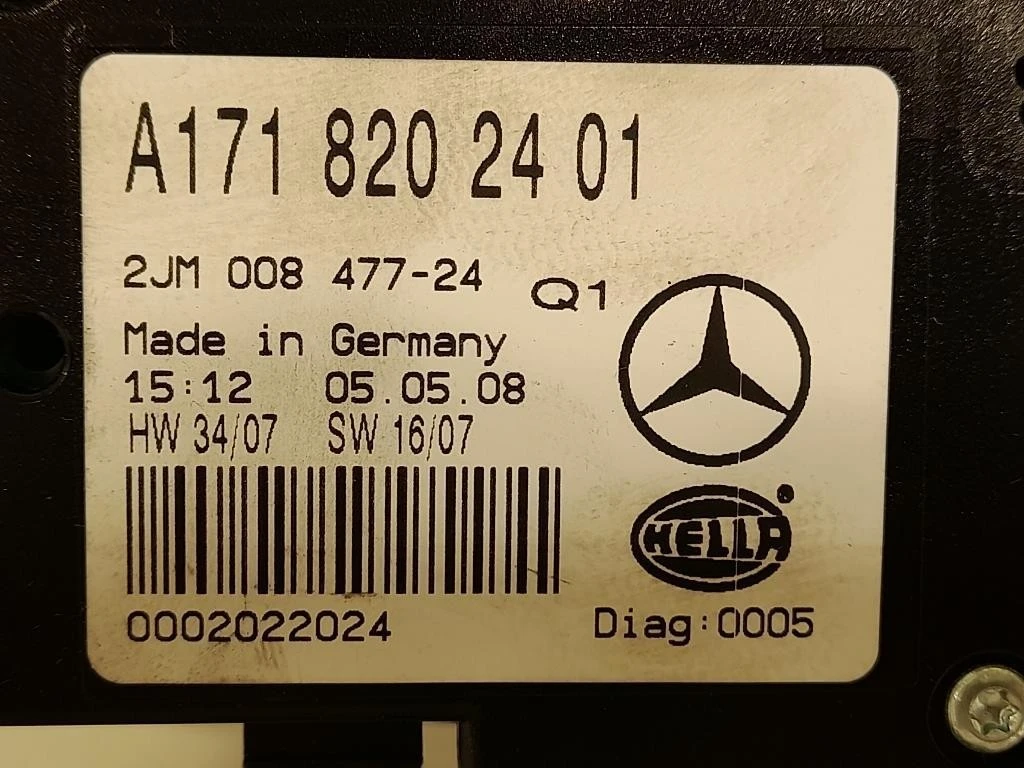 A171 820 24 01
2JM 008 477-24 Q1
Made in Germany
15:12 05.05.08
HW 34/07 SW 16/07
HELLA ®
0002022024
Diag:0005